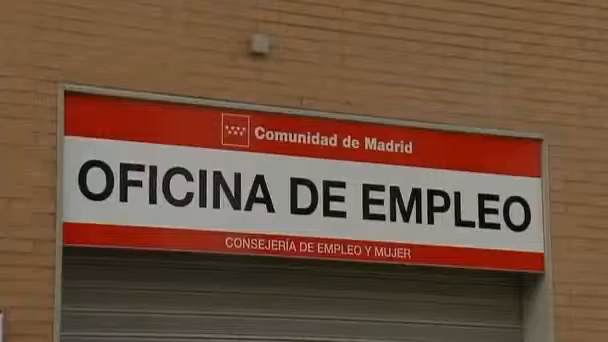 Comunidad de Madrid
OFICINA DE EMPLEO
CONSEJERÍA DE EMPLEO Y MUJER